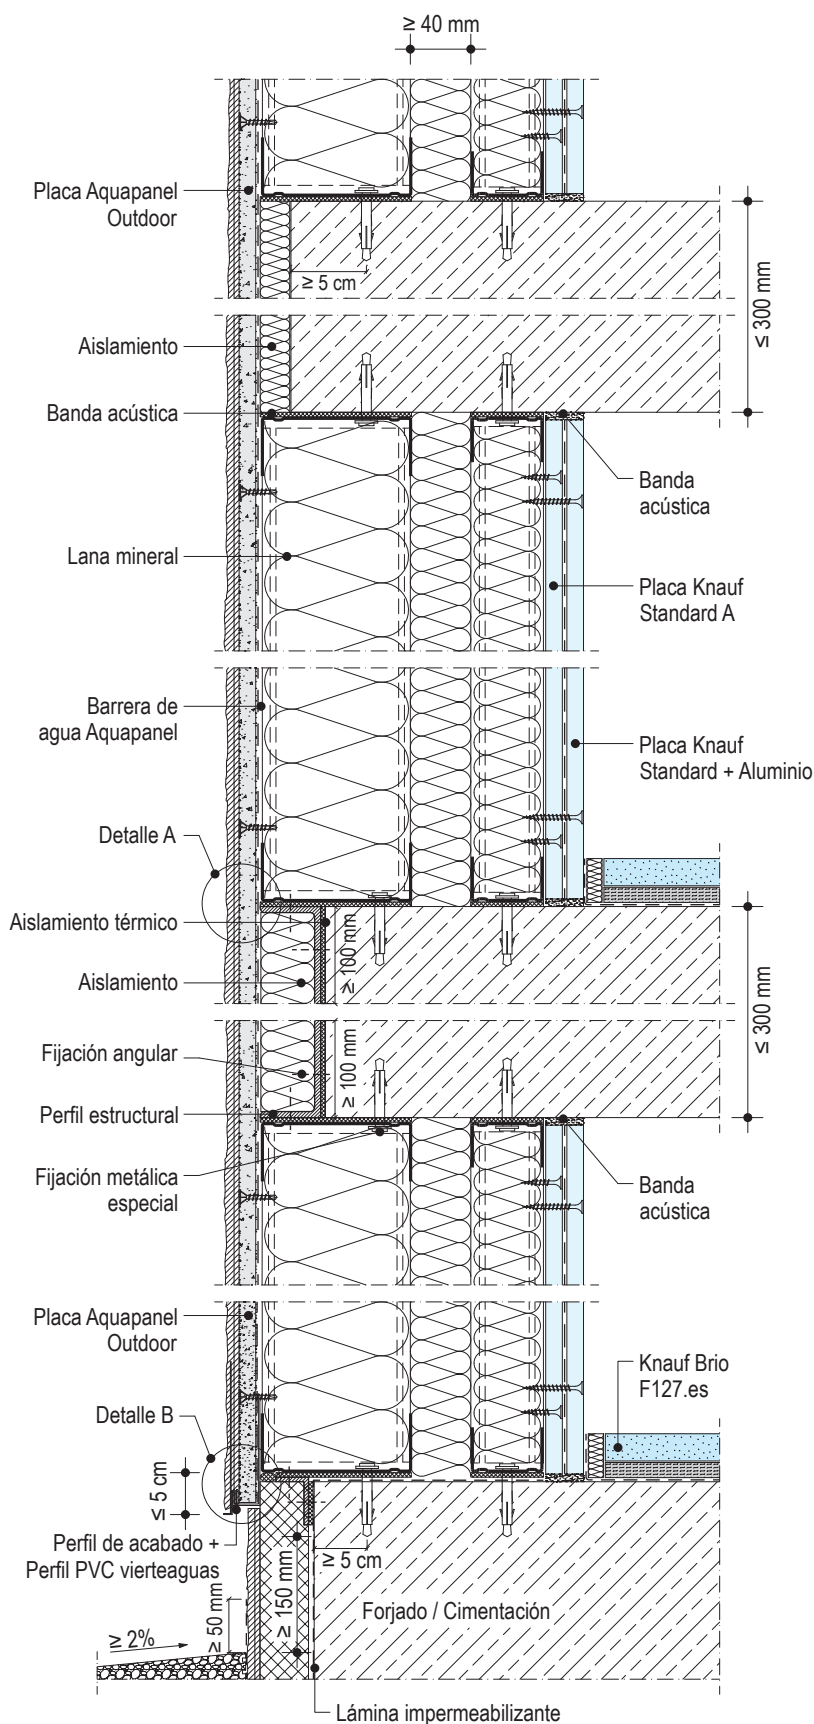 ≥ 40 mm
Placa Aquapanel
Outdoor
≥ 5 cm
≤ 300 mm
Aislamiento
Banda acústica
Banda
acústica
Lana mineral
Placa Knauf
Standard A
Barrera de
agua Aquapanel
Placa Knauf
Standard + Aluminio
Detalle A
Aislamiento térmico
≥ 100 mm
Aislamiento
≤ 300 mm
Fijación angular
≥ 100 mm
Perfil estructural
Fijación metálica
especial
Banda
acústica
Placa Aquapanel
Outdoor
Knauf Brio
F127.es
Detalle B
≤ 5 cm
Perfil de acabado +
Perfil PVC vierteaguas
≥ 5 cm
≥ 150 mm
≥ 50 mm
Forjado / Cimentación
≥ 2%
Lámina impermeabilizante